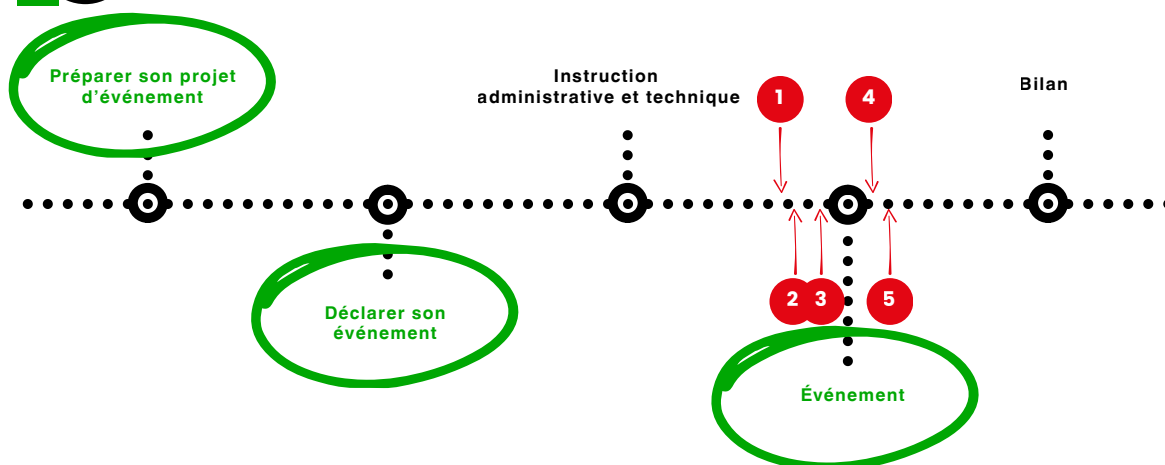 Préparer son projet
d'événement
Instruction
administrative et technique
1
4
Bilan
2
3
5
Déclarer son
événement
Événement